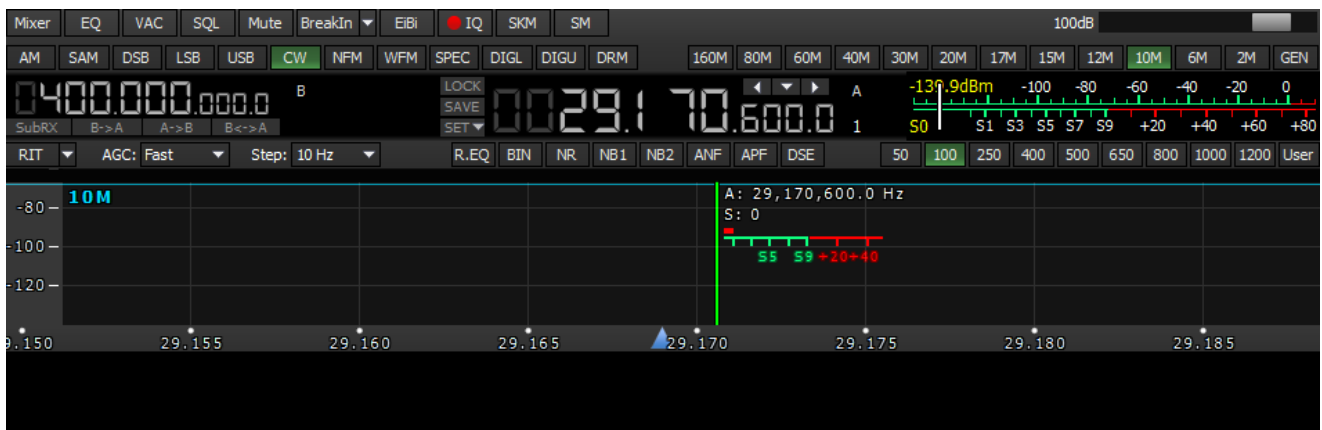 Mixer EQ VAC SQL Mute BreakIn EiBi IQ SKM SM 100dB
AM SAM DSB LSB USB CW NFM WFM SPEC DIGL DIGU DRM 160M 80M 60M 40M 30M 20M 17M 15M 12M 10M 6M 2M GEN
400.000.000.0 B LOCK SAVE SET 29.170.600.0 A 1
-139.9dBm -100 -80 -60 -40 -20 0
S0 S1 S3 S5 S7 S9 +20 +40 +60 +80
SubRX B->A A->B B<->A
RIT AGC: Fast Step: 10 Hz R.EQ BIN NR NB1 NB2 ANF APF DSE 50 100 250 400 500 650 800 1000 1200 User
10M
A: 29,170,600.0 Hz
-80
S: 0
-100
S5 S9 +20 +40
-120
9.150 29.155 29.160 29.165 29.170 29.175 29.180 29.185